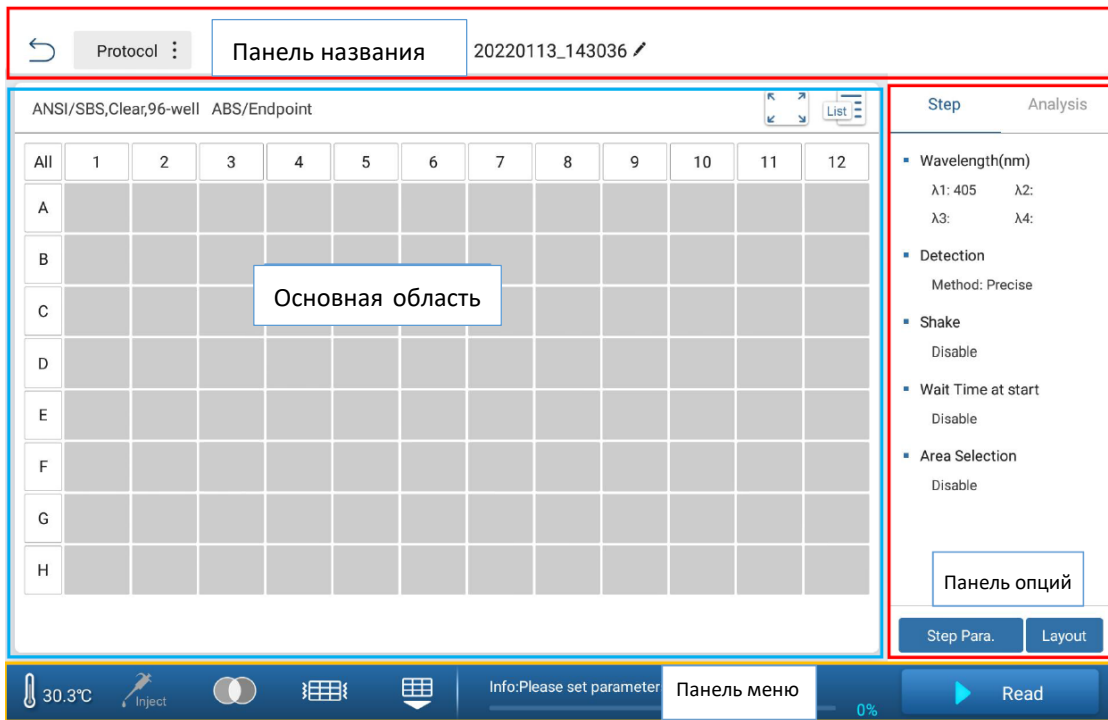 Protocol Панель названия 20220113_143036
ANSI/SBS,Clear,96-well ABS/Endpoint List
All 1 2 3 4 5 6 7 8 9 10 11 12
A
B
C
D
E
F
G
H
Основная область
Step Analysis
Wavelength(nm)
λ1: 405 λ2:
λ3: λ4:
Detection
Method: Precise
Shake
Disable
Wait Time at start
Disable
Area Selection
Disable
Панель опций
Step Para. Layout
30.3℃ Inject Info:Please set parameter Панель меню 0% Read